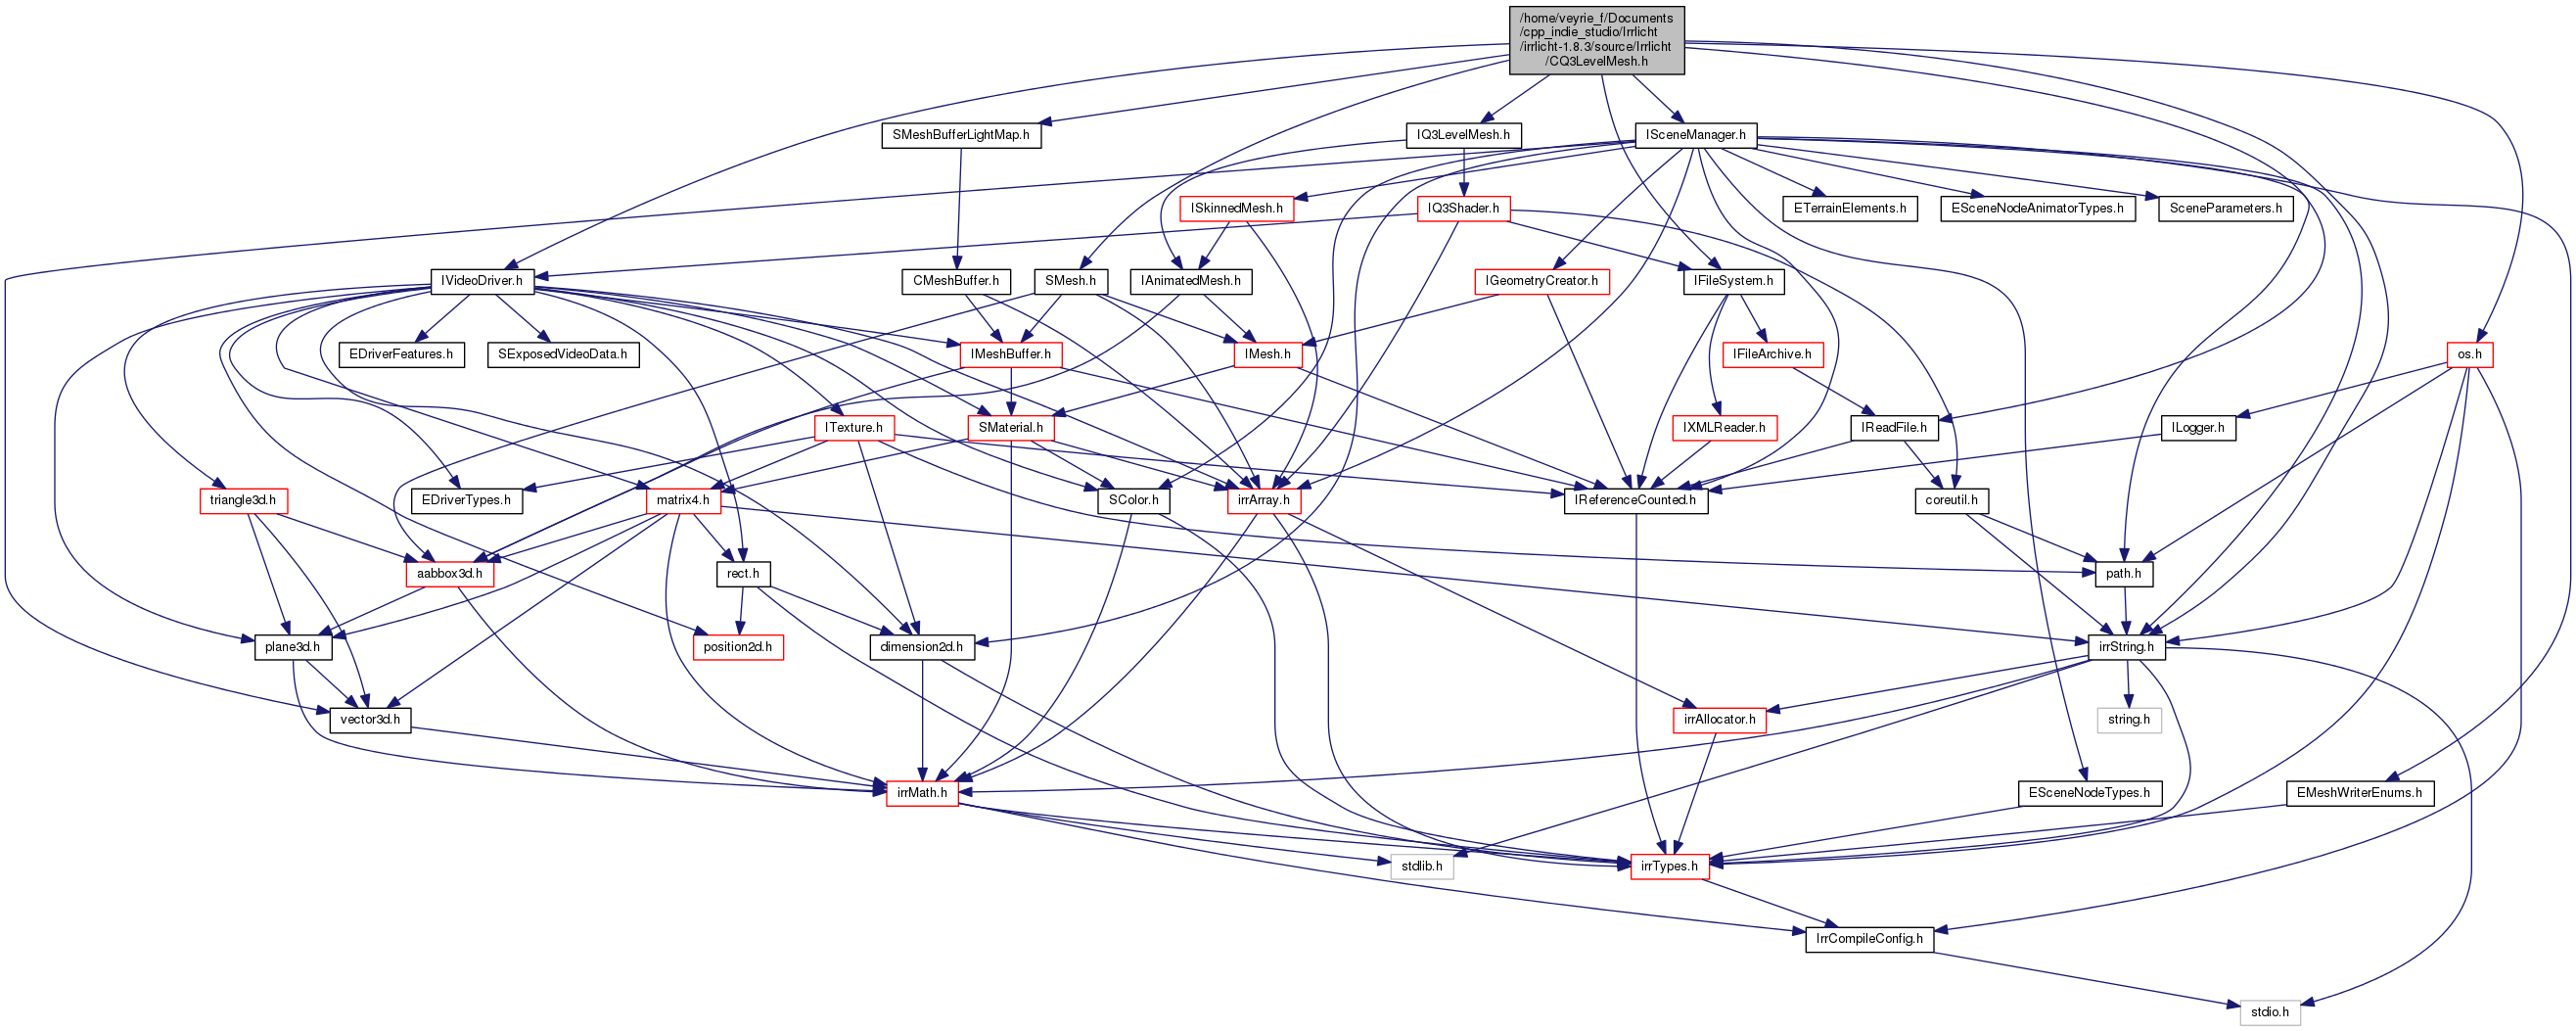 /home/veyrie_f/Documents
/cpp_indie_studio/Irrlicht
/irrlicht-1.8.3/source/Irrlicht
/CQ3LevelMesh.h
SMeshBufferLightMap.h
IQ3LevelMesh.h
ISceneManager.h
ISkinnedMesh.h
IQ3Shader.h
ETerrainElements.h
ESceneNodeAnimatorTypes.h
SceneParameters.h
IVideoDriver.h
CMeshBuffer.h
SMesh.h
IAnimatedMesh.h
IGeometryCreator.h
IFileSystem.h
EDriverFeatures.h
SExposedVideoData.h
IMeshBuffer.h
IMesh.h
IFileArchive.h
os.h
ITexture.h
SMaterial.h
IXMLReader.h
IReadFile.h
ILogger.h
triangle3d.h
EDriverTypes.h
matrix4.h
SColor.h
irrArray.h
IReferenceCounted.h
coreutil.h
aabbox3d.h
rect.h
path.h
plane3d.h
position2d.h
dimension2d.h
irrString.h
vector3d.h
irrAllocator.h
string.h
irrMath.h
ESceneNodeTypes.h
EMeshWriterEnums.h
stdlib.h
irrTypes.h
IrrCompileConfig.h
stdio.h